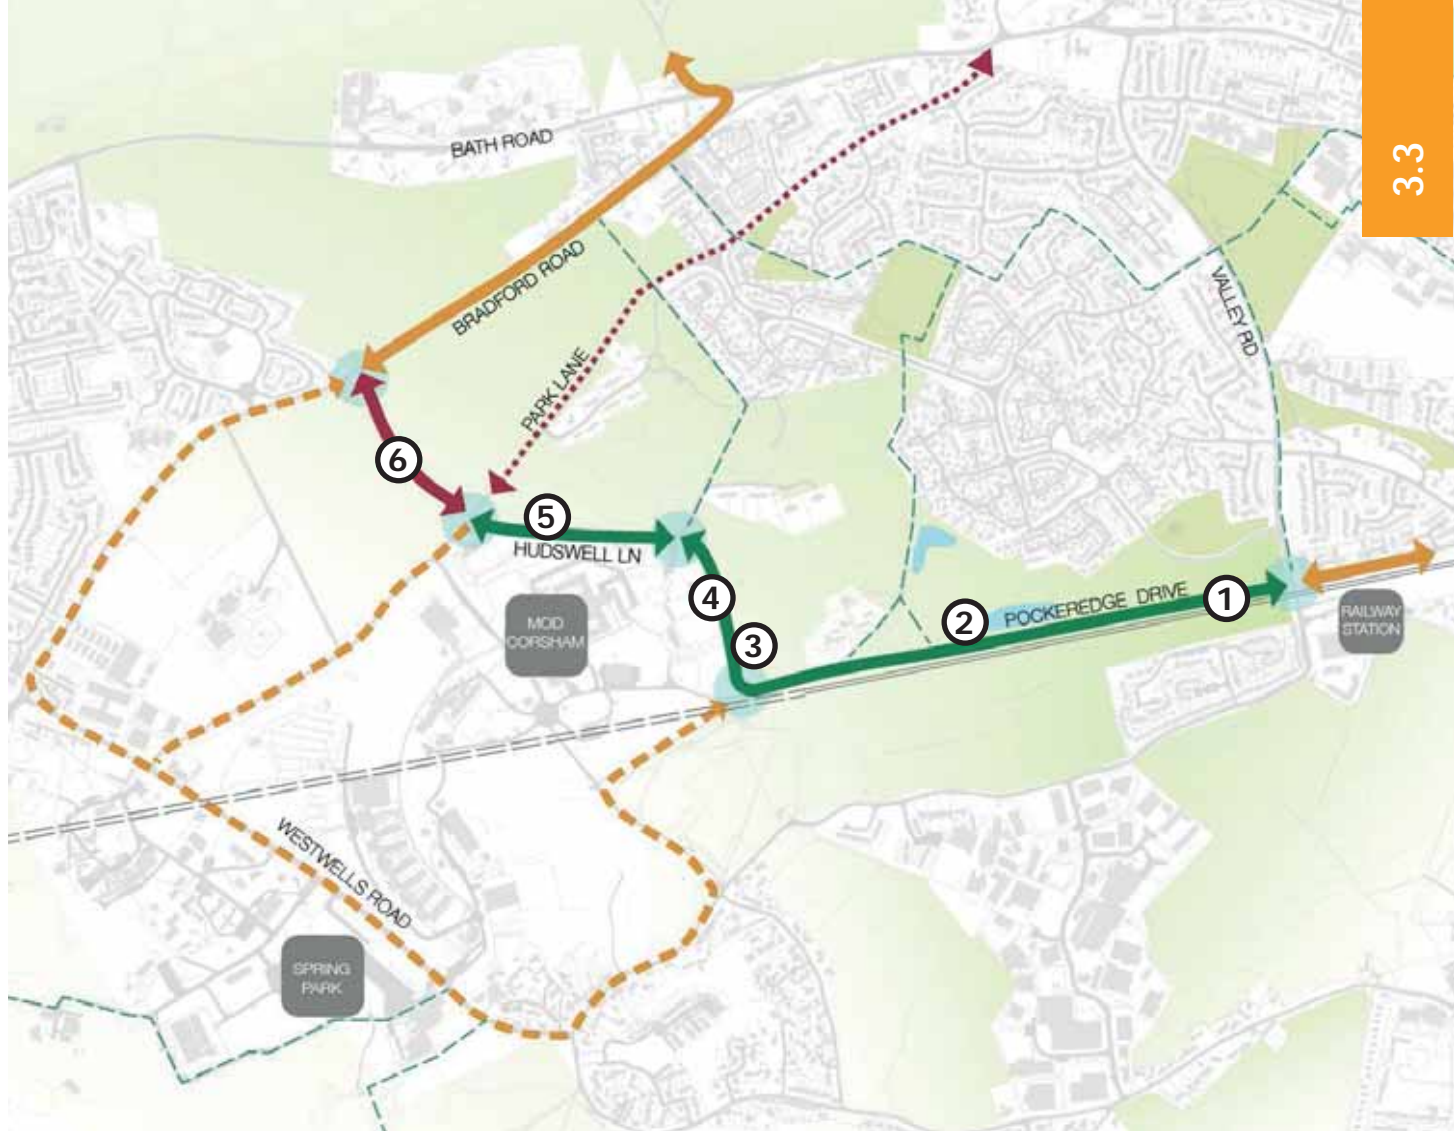 3.3
BATH ROAD
BRADFORD ROAD
VALLEY RD
PARK LANE
6
5
HUDSWELL LN
4
3
2
POCKEREDGE DRIVE
1
RAILWAY
STATION
MOD
CORSHAM
WESTWELLS ROAD
SPRING
PARK